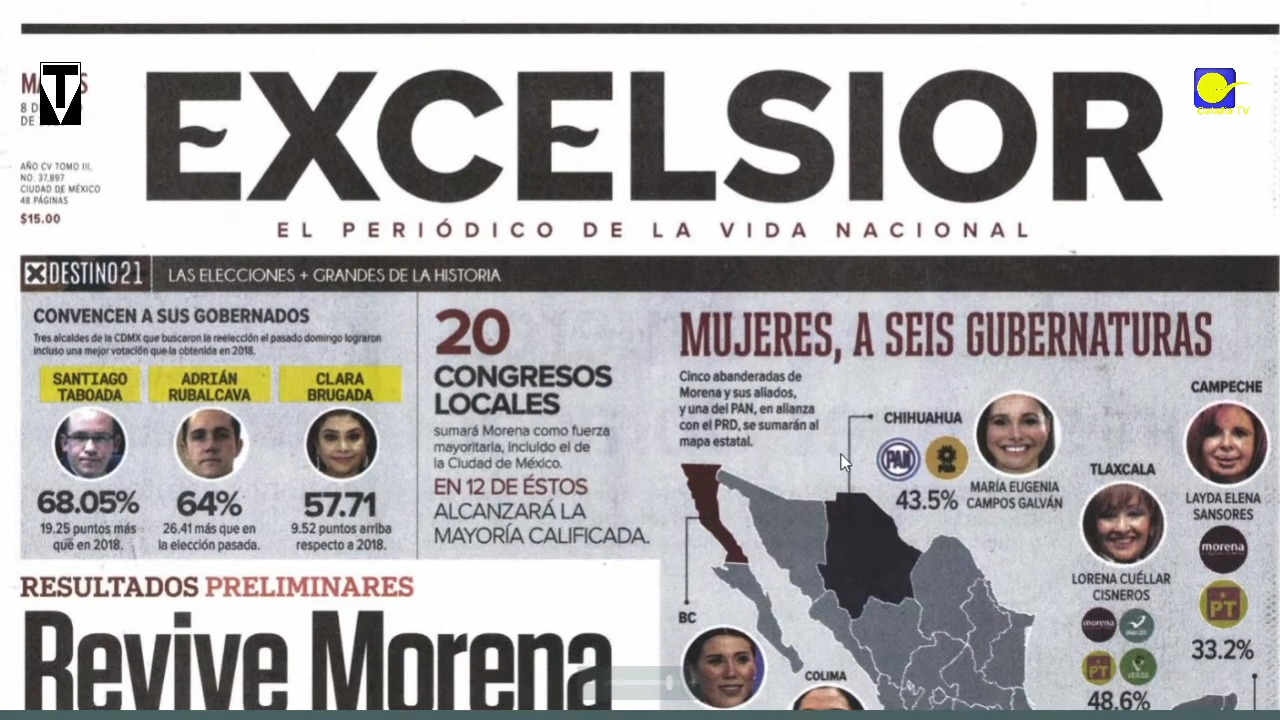 EXCELSIOR
EL PERIÓDICO DE LA VIDA NACIONAL
8 D
DE
AÑO CV TOMO III,
NO. 37,897
CIUDAD DE MÉXICO
48 PÁGINAS
$15.00
T
Calafia TV
DESTINO21
LAS ELECCIONES + GRANDES DE LA HISTORIA
CONVENCEN A SUS GOBERNADOS
Tres alcaldes de la CDMX que buscaron la reelección el pasado domingo lograron
incluso una mejor votación que la obtenida en 2018.
SANTIAGO
TABOADA
68.05%
19.25 puntos más
que en 2018.
ADRIÁN
RUBALCAVA
64%
26.41 más que en
la elección pasada.
CLARA
BRUGADA
57.71
9.52 puntos arriba
respecto a 2018.
20
CONGRESOS
LOCALES
sumará Morena como fuerza
mayoritaria, incluido el de
la Ciudad de México.
EN 12 DE ÉSTOS
ALCANZARÁ LA
MAYORÍA CALIFICADA.
MUJERES, A SEIS GUBERNATURAS
Cinco abanderadas de
Morena y sus aliados,
y una del PAN, en alianza
con el PRD, se sumarán al
mapa estatal.
CHIHUAHUA
PAN
PRD
43.5%
MARÍA EUGENIA
CAMPOS GALVÁN
TLAXCALA
LORENA CUÉLLAR
CISNEROS
morena
PT
VERDE
48.6%
CAMPECHE
LAYDA ELENA
SANSORES
morena
PT
33.2%
BC
COLIMA
RESULTADOS PRELIMINARES
Revive Morena